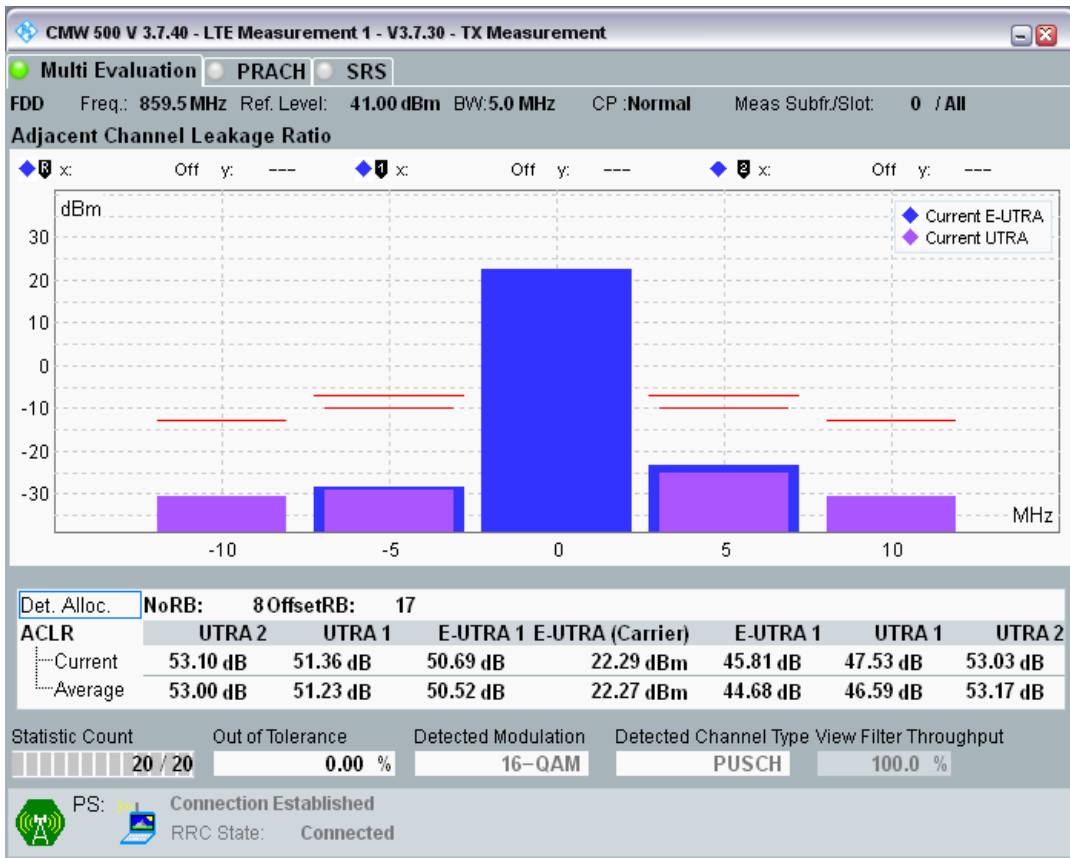 CMW 500 V 3.7.40 - LTE Measurement 1 - V3.7.30 - TX Measurement
Multi Evaluation PRACH SRS
FDD Freq.: 859.5 MHz Ref. Level: 41.00 dBm BW:5.0 MHz CP :Normal Meas Subfr./Slot: 0 / All
Adjacent Channel Leakage Ratio
R x: Off y: --- 1 x: Off y: --- 2 x: Off y: ---
dBm
Current E-UTRA
Current UTRA
30
20
10
0
-10
-20
-30
MHz
-10 -5 0 5 10
Det. Alloc. NoRB: 8 OffsetRB: 17
ACLR UTRA 2 UTRA 1 E-UTRA 1 E-UTRA (Carrier) E-UTRA 1 UTRA 1 UTRA 2
Current 53.10 dB 51.36 dB 50.69 dB 22.29 dBm 45.81 dB 47.53 dB 53.03 dB
Average 53.00 dB 51.23 dB 50.52 dB 22.27 dBm 44.68 dB 46.59 dB 53.17 dB
Statistic Count Out of Tolerance Detected Modulation Detected Channel Type View Filter Throughput
20 / 20 0.00 % 16-QAM PUSCH 100.0 %
PS: Connection Established
RRC State: Connected